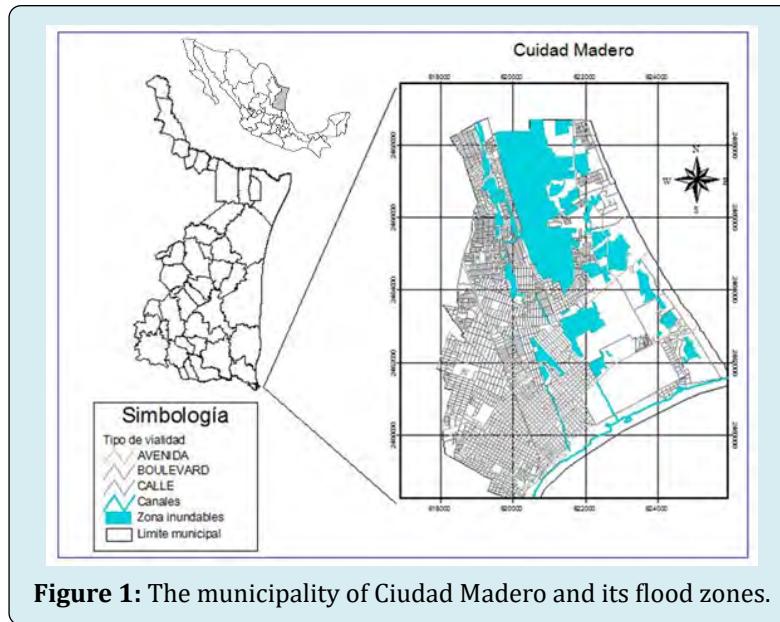 Cuidad Madero
618000 620000 622000 624000
N
W
Simbología
Tipo de vialidad
AVENIDA
BOULEVARD
CALLE
Canales
Zona inundables
Limite municipal
618000 620000 622000 624000
Figure 1: The municipality of Ciudad Madero and its flood zones.